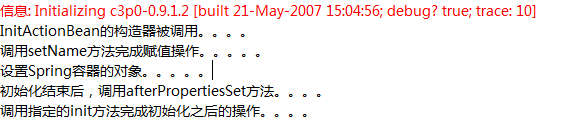 信息: Initializing c3p0-0.9.1.2 [built 21-May-2007 15:04:56; debug? true; trace: 10]
InitActionBean的构造器被调用。。。。
调用setName方法完成赋值操作。。。。。
设置Spring容器的对象。。。。。
初始化结束后，调用afterPropertiesSet方法。。。。
调用指定的init方法完成初始化之后的操作。。。。